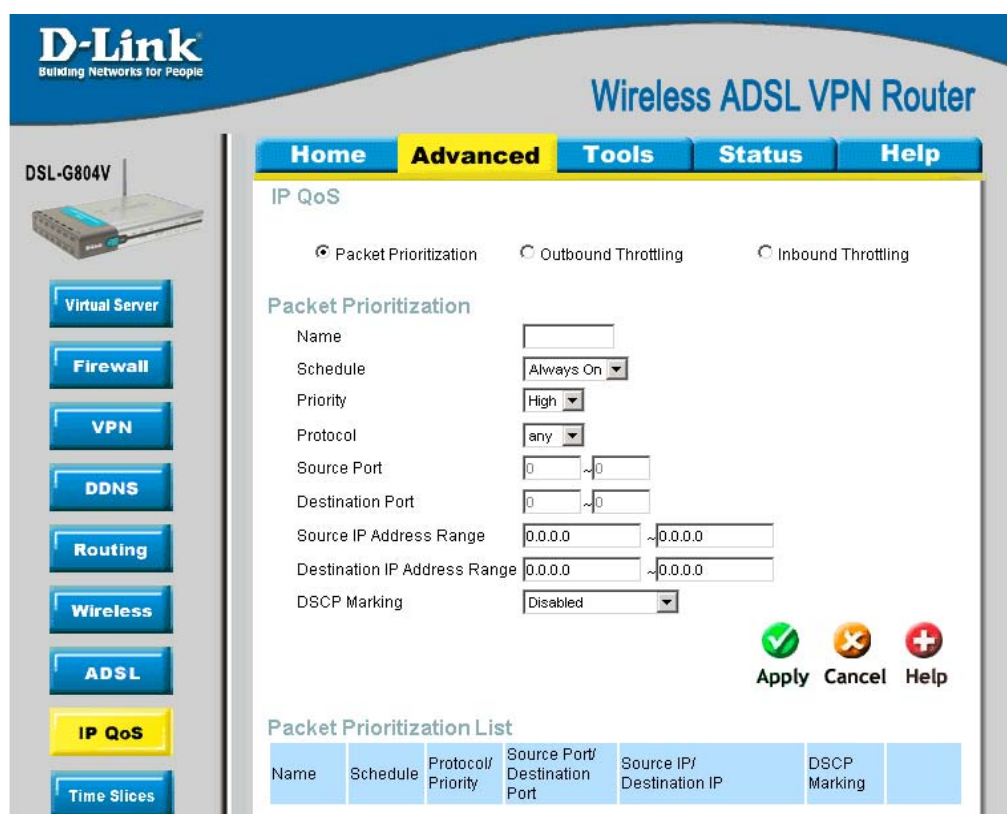 D-Link
Building Networks for People
Wireless ADSL VPN Router
DSL-G804V
Home Advanced Tools Status Help
IP QoS
Packet Prioritization Outbound Throttling Inbound Throttling
Packet Prioritization
Name
Schedule Always On
Priority High
Protocol any
Source Port 0 ~ 0
Destination Port 0 ~ 0
Source IP Address Range 0.0.0.0 ~ 0.0.0.0
Destination IP Address Range 0.0.0.0 ~ 0.0.0.0
DSCP Marking Disabled
Apply Cancel Help
Packet Prioritization List
Name Schedule Protocol/ Priority Source Port/ Destination Port Source IP/ Destination IP DSCP Marking
Virtual Server
Firewall
VPN
DDNS
Routing
Wireless
ADSL
IP QoS
Time Slices